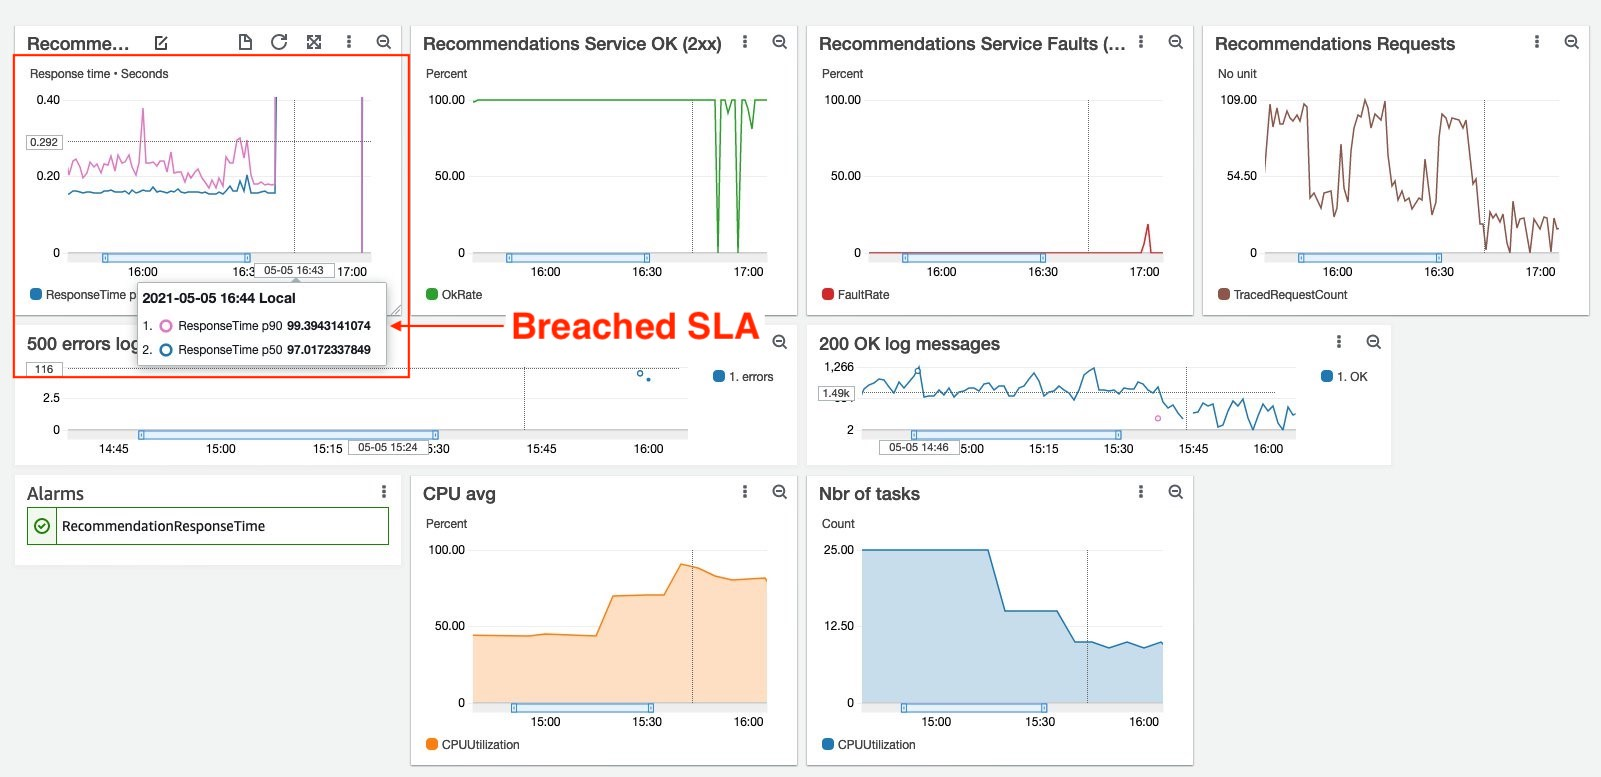 Recomme...
Response time • Seconds
0.40
0.292
0.20
0
16:00
16:3
05-05 16:43
17:00
ResponseTime p
2021-05-05 16:44 Local
1. ResponseTime p90 99.3943141074
2. ResponseTime p50 97.0172337849
Breached SLA
Recommendations Service OK (2xx)
Percent
100.00
50.00
0
16:00
16:30
17:00
OkRate
Recommendations Service Faults (...
Percent
100.00
50.00
0
16:00
16:30
17:00
FaultRate
Recommendations Requests
No unit
109.00
54.50
0
16:00
16:30
17:00
TracedRequestCount
500 errors log
116
2.5
0
14:45
15:00
15:15
05-05 15:24
5:30
15:45
16:00
1. errors
200 OK log messages
1,266
1.49k
2
05-05 14:46
5:00
15:15
15:30
15:45
16:00
1. OK
Alarms
RecommendationResponseTime
CPU avg
Percent
100.00
50.00
0
15:00
15:30
16:00
CPUUtilization
Nbr of tasks
Count
25.00
12.50
0
15:00
15:30
16:00
CPUUtilization